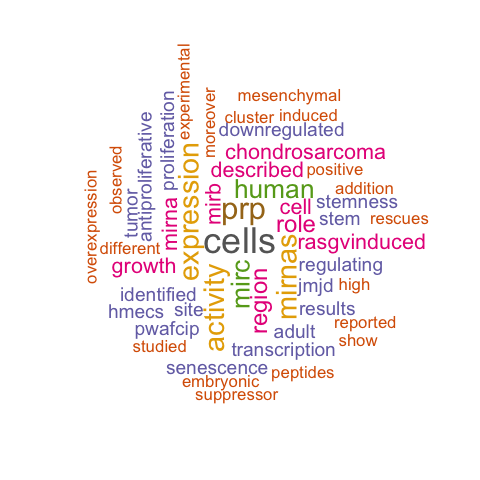 mesenchymal
cluster induced
downregulated
chondrosarcoma
described positive
human addition
prp cell stemness
role stem rescues
cells rasgvinduced
regulating
jmjd high
results
reported
adult show
transcription
senescence peptides
embryonic
suppressor
experimental
moreover
proliferation
antiproliferative
expression
mirb
mirna
tumor
observed
overexpression
different
growth
identified
hmecs site
pwafcip
studied
activity
mirc
region
mirnas